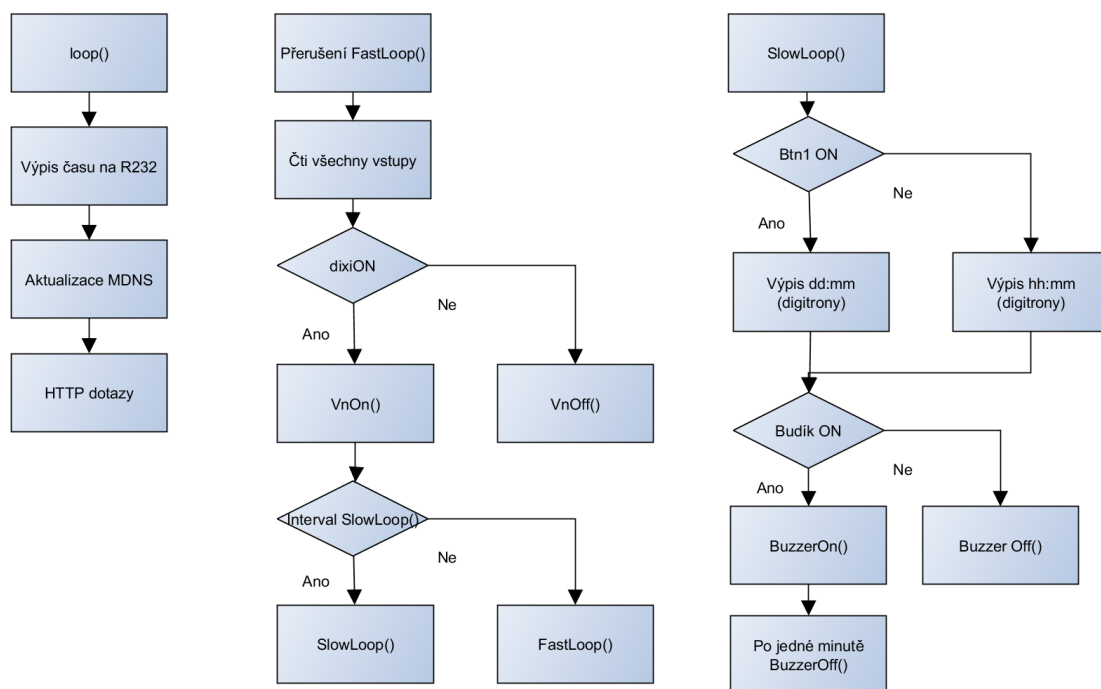 loop()
Výpis času na R232
Aktualizace MDNS
HTTP dotazy
Přerušení FastLoop()
Čti všechny vstupy
dixiON
Ne
Ano
VnOn()
VnOff()
Interval SlowLoop()
Ne
Ano
SlowLoop()
FastLoop()
SlowLoop()
Btn1 ON
Ne
Ano
Výpis dd:mm
(digitrony)
Výpis hh:mm
(digitrony)
Budík ON
Ne
Ano
BuzzerOn()
Buzzer Off()
Po jedné minutě
BuzzerOff()